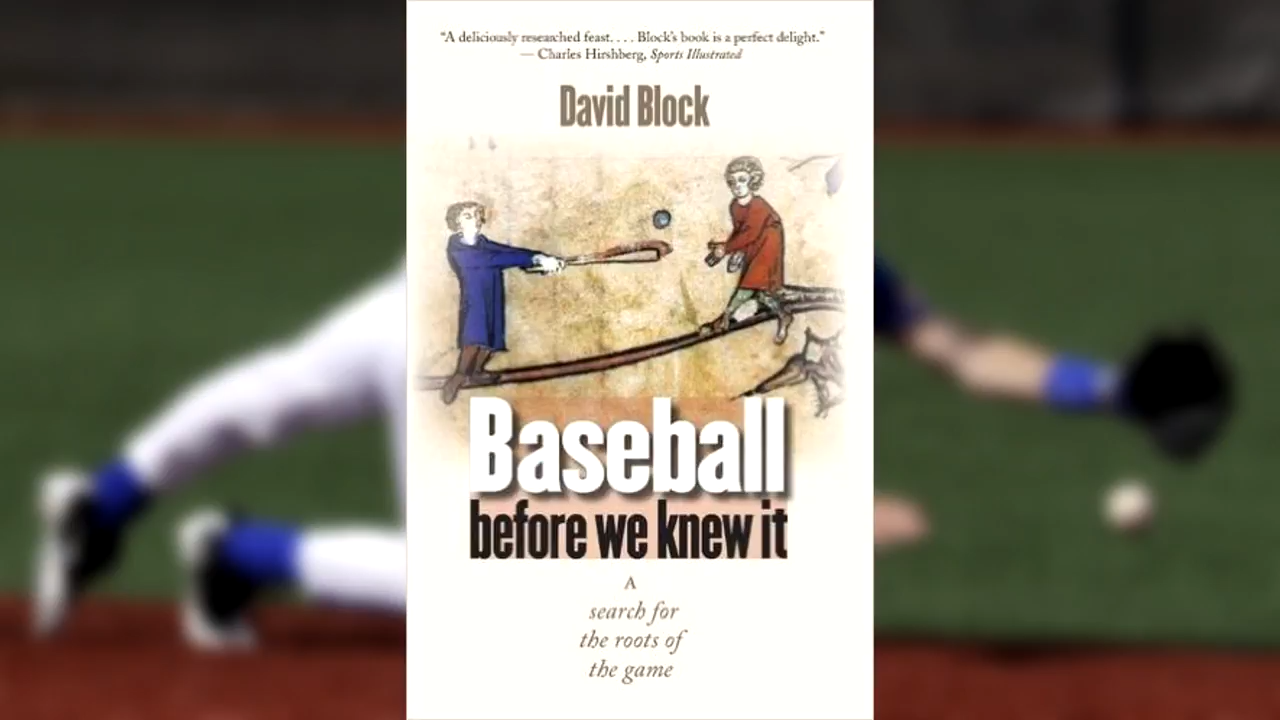 “A deliciously researched feast. . . . Block’s book is a perfect delight.”
— Charles Hirshberg, Sports Illustrated
David Block
Baseball
before we knew it
A
search for
the roots of
the game